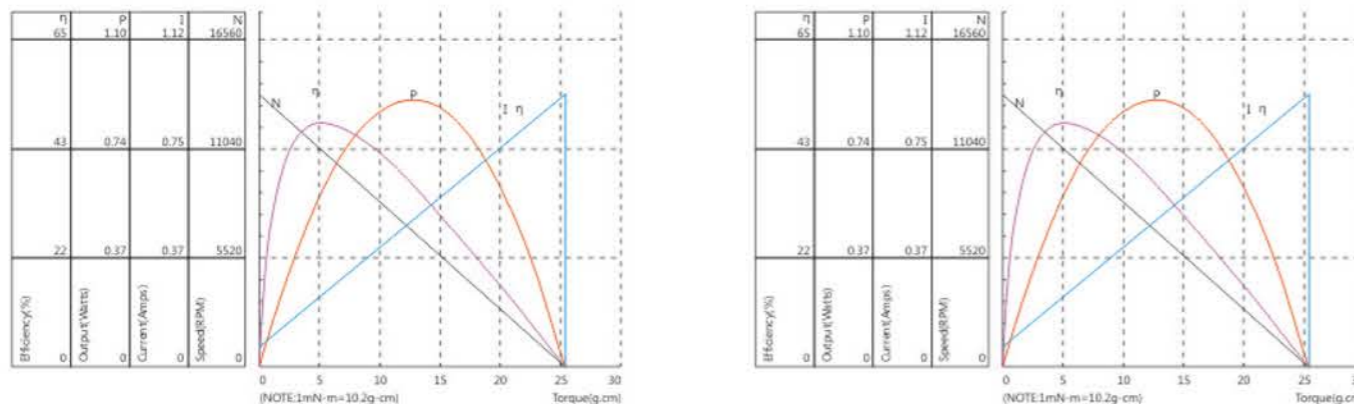 η P I N
65 1.10 1.12 16560
η
N P
I η
43 0.74 0.75 11040
22 0.37 0.37 5520
Efficiency(%) Output(Watts) Current(Amps) Speed(RPM)
0 0 0 0
0 5 10 15 20 25 30
(NOTE:1mN-m=10.2g-cm) Torque(g.cm)
η P I N
65 1.10 1.12 16560
η
N P
I η
43 0.74 0.75 11040
22 0.37 0.37 5520
Efficiency(%) Output(Watts) Current(Amps) Speed(RPM)
0 0 0 0
0 5 10 15 20 25
(NOTE:1mN-m=10.2g-cm) Torque(g.cm